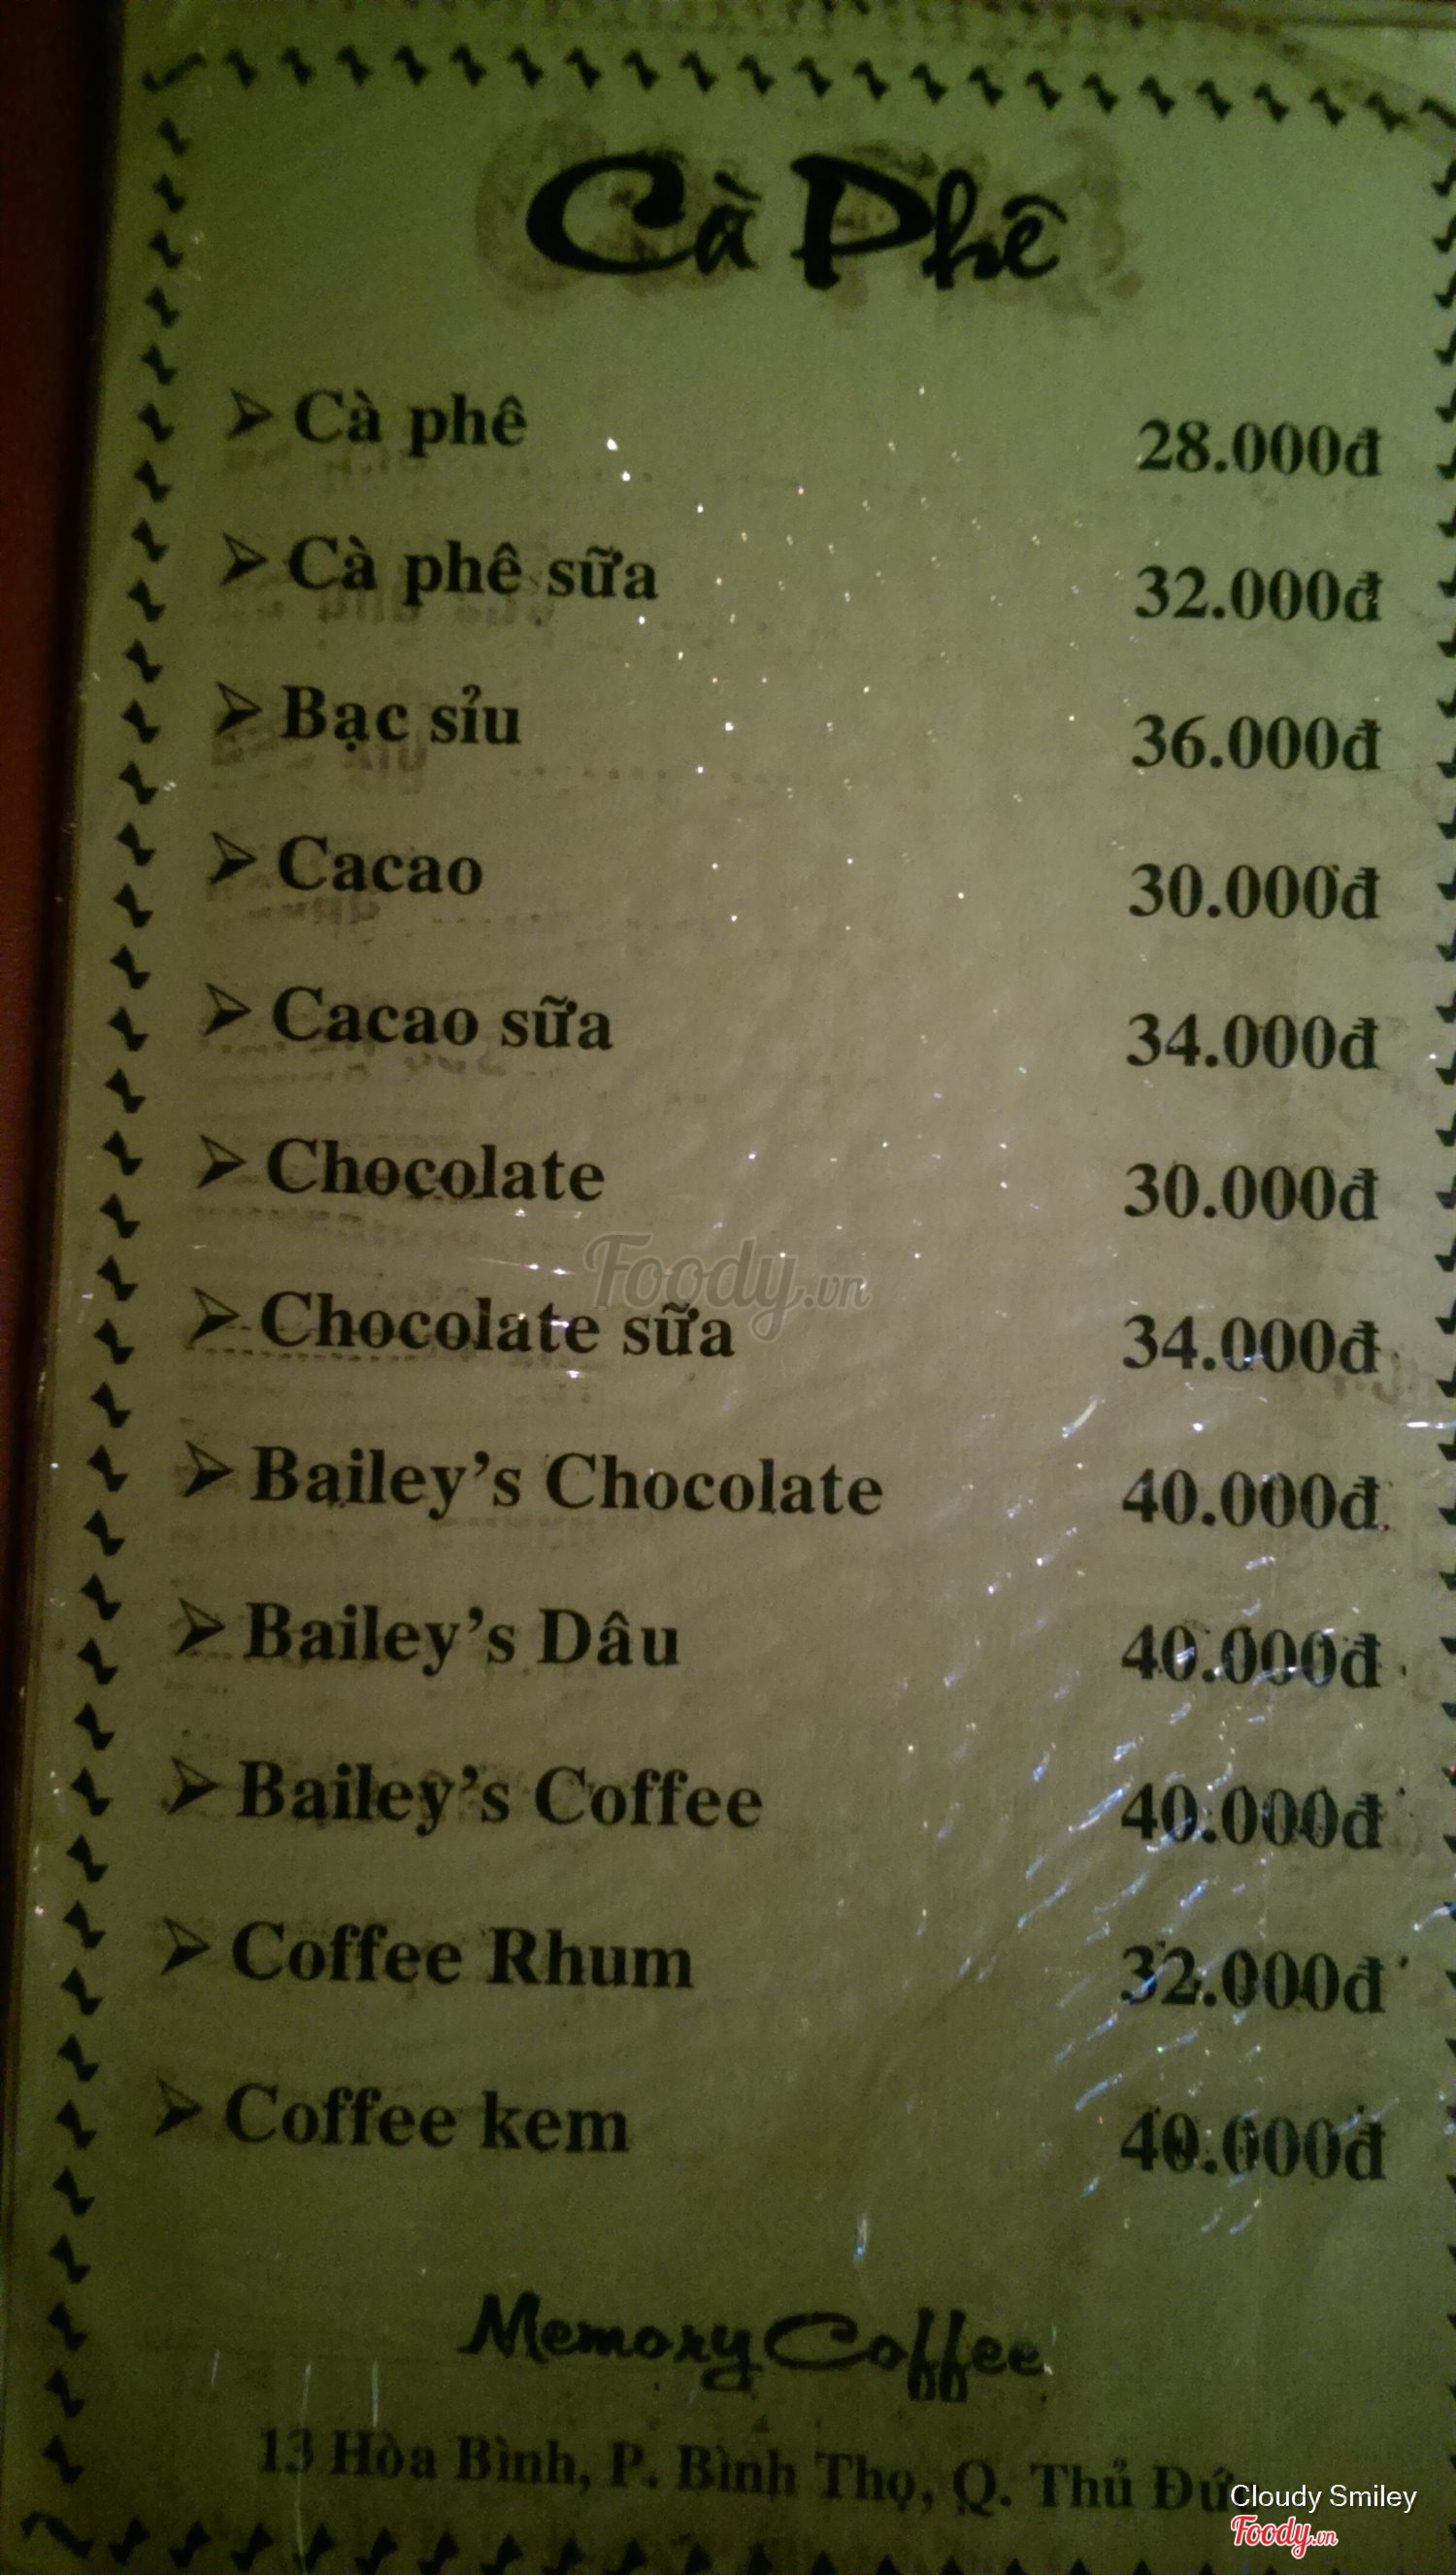 Cà Phê
➢ Cà phê 28.000đ
➢ Cà phê sữa 32.000đ
➢ Bạc sỉu 36.000đ
➢ Cacao 30.000đ
➢ Cacao sữa 34.000đ
➢ Chocolate 30.000đ
Foody.vn
➢ Chocolate sữa 34.000đ
➢ Bailey's Chocolate 40.000đ
➢ Bailey's Dâu 40.000đ
➢ Bailey's Coffee 40.000đ
➢ Coffee Rhum 32.000đ
➢ Coffee kem 40.000đ
Memory Coffee
13 Hòa Bình, P. Bình Thọ, Q. Thủ
Cloudy Smiley
Foody.vn